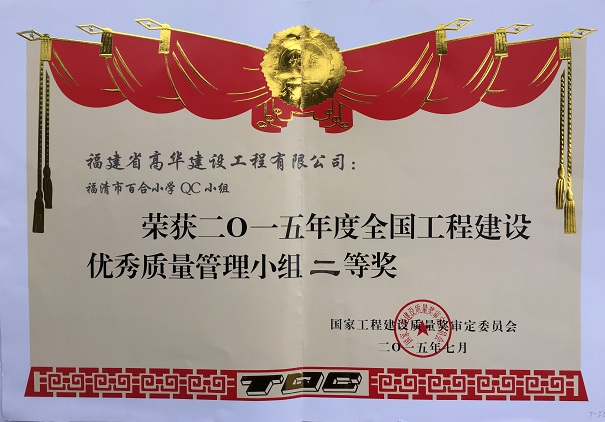 福建省高华建设工程有限公司：
福清市百合小学QC小组
荣获二〇一五年度全国工程建设
优秀质量管理小组二等奖
国家工程建设质量奖审定委员会
二〇一五年七月
TQC